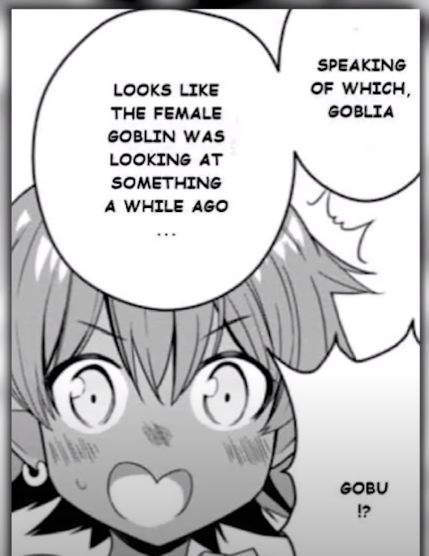 SPEAKING
OF WHICH,
GOBLIA
LOOKS LIKE
THE FEMALE
GOBLIN WAS
LOOKING AT
SOMETHING
A WHILE AGO
...
GOBU
!?